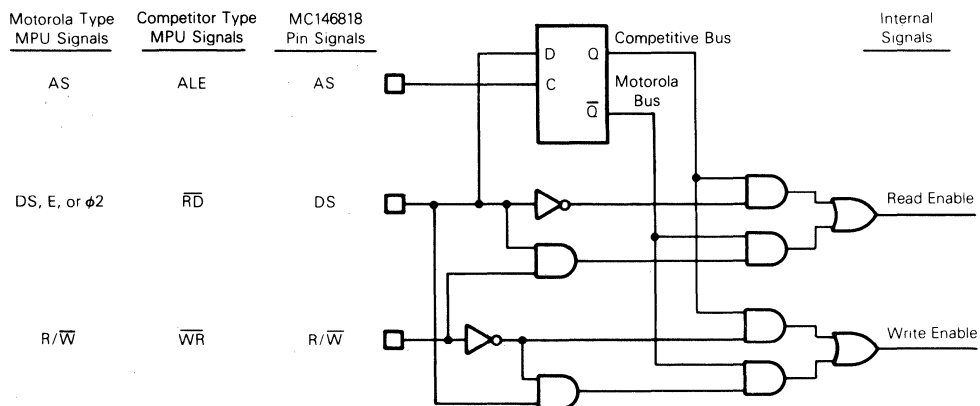 Motorola Type
MPU Signals
Competitor Type
MPU Signals
MC146818
Pin Signals
Internal
Signals
Competitive Bus
D Q
Motorola
Bus
AS ALE AS
C
Q̅
DS, E, or ϕ2 R̅D̅ DS
Read Enable
R/W̅ W̅R̅ R/W̅
Write Enable